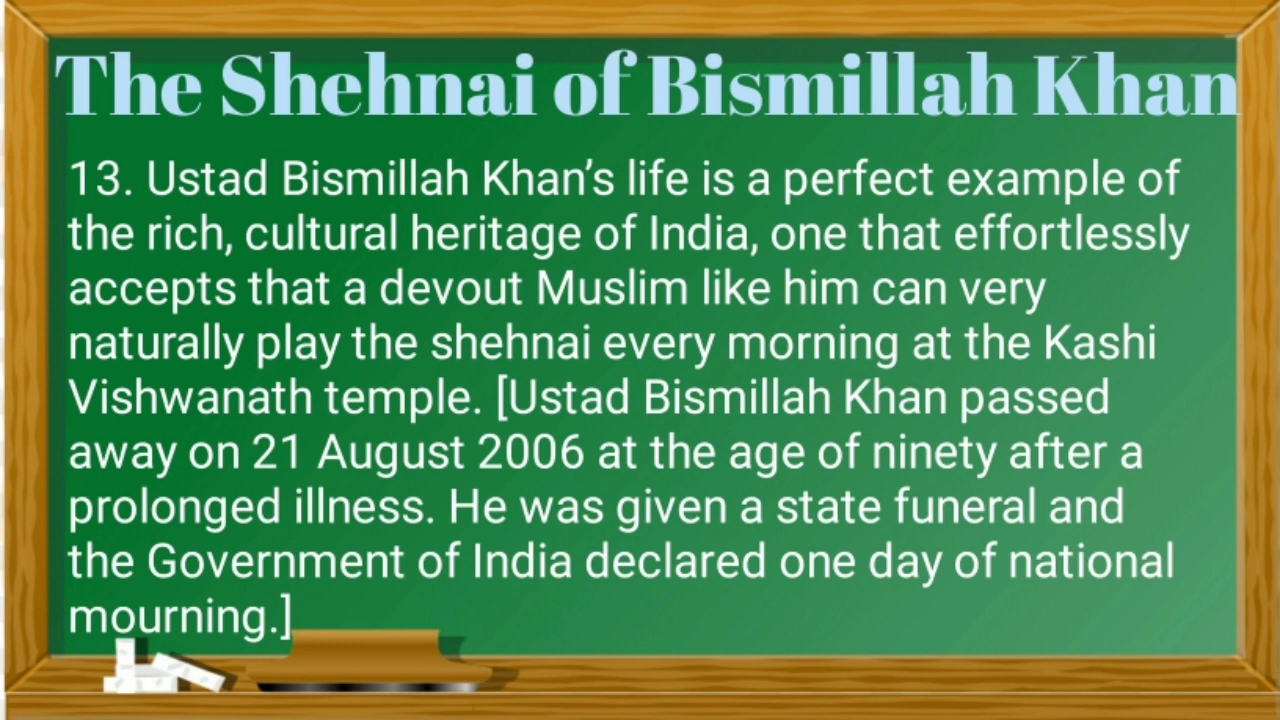 The Shehnai of Bismillah Khan
13. Ustad Bismillah Khan’s life is a perfect example of
the rich, cultural heritage of India, one that effortlessly
accepts that a devout Muslim like him can very
naturally play the shehnai every morning at the Kashi
Vishwanath temple. [Ustad Bismillah Khan passed
away on 21 August 2006 at the age of ninety after a
prolonged illness. He was given a state funeral and
the Government of India declared one day of national
mourning.]